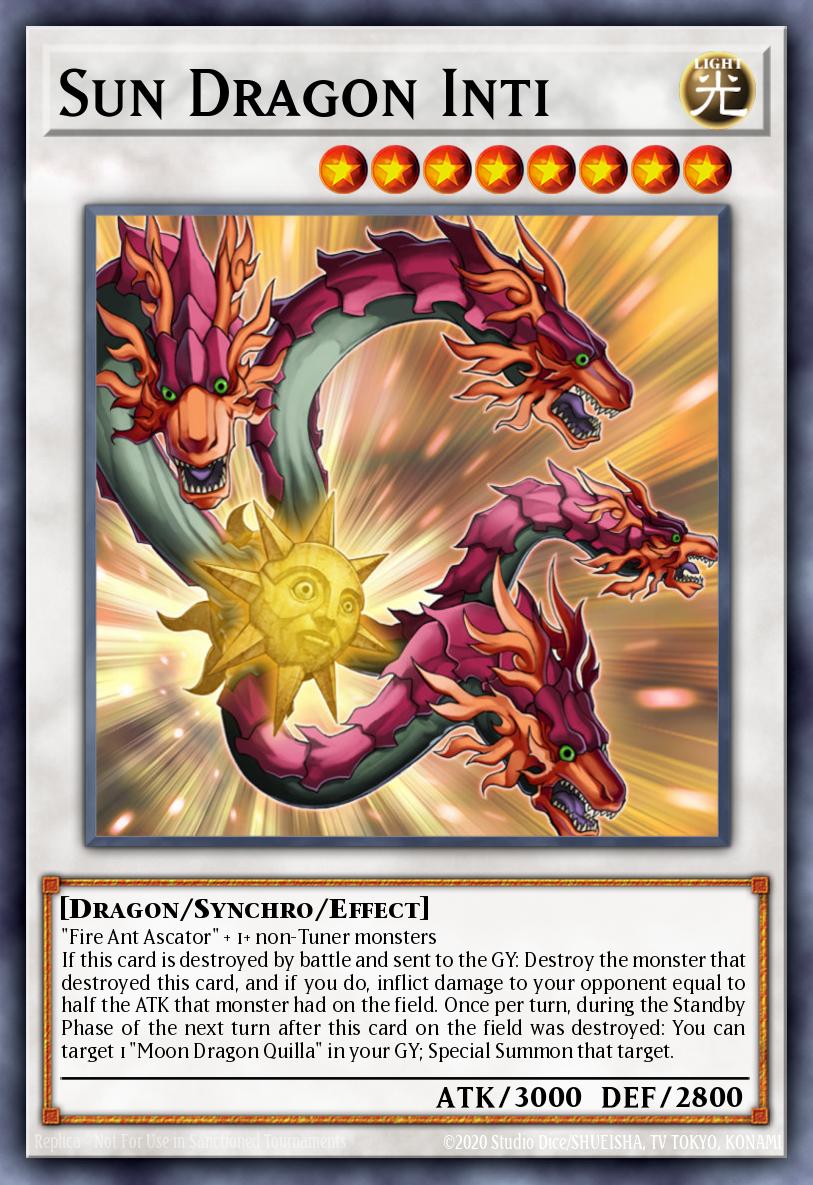 Sun Dragon Inti
LIGHT
光
[Dragon/Synchro/Effect]
"Fire Ant Ascator" + 1+ non-Tuner monsters
If this card is destroyed by battle and sent to the GY: Destroy the monster that
destroyed this card, and if you do, inflict damage to your opponent equal to
half the ATK that monster had on the field. Once per turn, during the Standby
Phase of the next turn after this card on the field was destroyed: You can
target 1 "Moon Dragon Quilla" in your GY; Special Summon that target.
ATK/3000 DEF/2800
Replica - Not For Use in Sanctioned Tournaments
©2020 Studio Dice/SHUEISHA, TV TOKYO, KONAMI